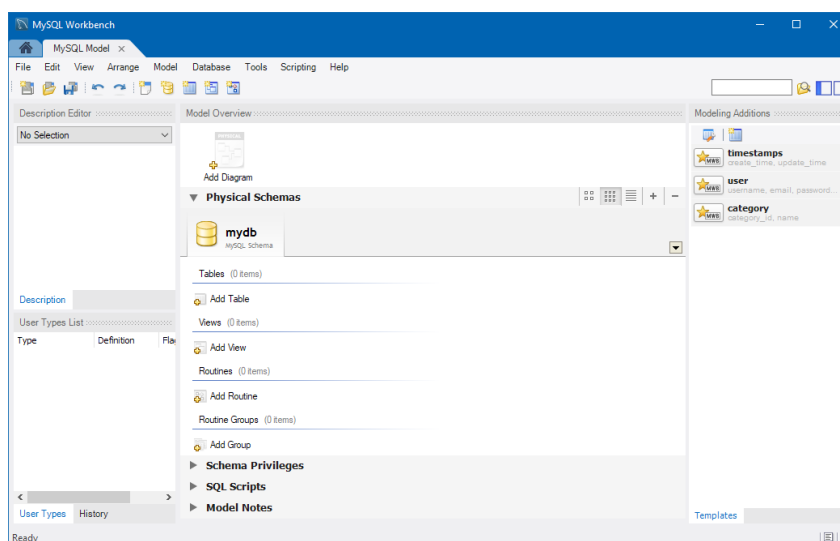 MySQL Workbench
MySQL Model
File Edit View Arrange Model Database Tools Scripting Help
Description Editor
No Selection
Description
User Types List
Type Definition Fla
User Types History
Model Overview
Add Diagram
Physical Schemas
mydb
MySQL Schema
Tables (0 items)
Add Table
Views (0 items)
Add View
Routines (0 items)
Add Routine
Routine Groups (0 items)
Add Group
Schema Privileges
SQL Scripts
Model Notes
Modeling Additions
timestamps
create_time, update_time
user
username, email, password...
category
category_id, name
Templates
Ready